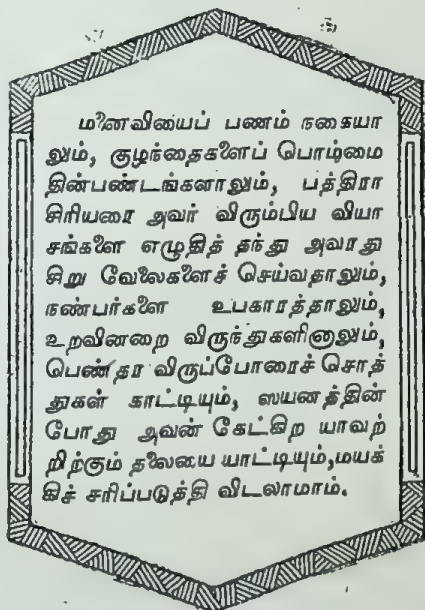 மனைவியைப் பணம் நகையா
லும், குழந்தைகளைப் பொம்மை
தின்பண்டங்களாலும், பத்திரா
சிரியரை அவர் விரும்பிய வியா
சங்களை எழுதித் தந்து அவரது
சிறு வேலைகளைச் செய்வதாலும்,
நண்பர்களை உபகாரத்தாலும்,
உறவினறை விருந்துகளினாலும்,
பெண்தர விருப்போரைச் சொத்
துகள் காட்டியும், ஸயனத்தின்
போது அவன் கேட்கிற யாவற்
றிற்கும் தலையை யாட்டியும்,மயக்
கிச் சரிப்படுத்தி விடலாமாம்.